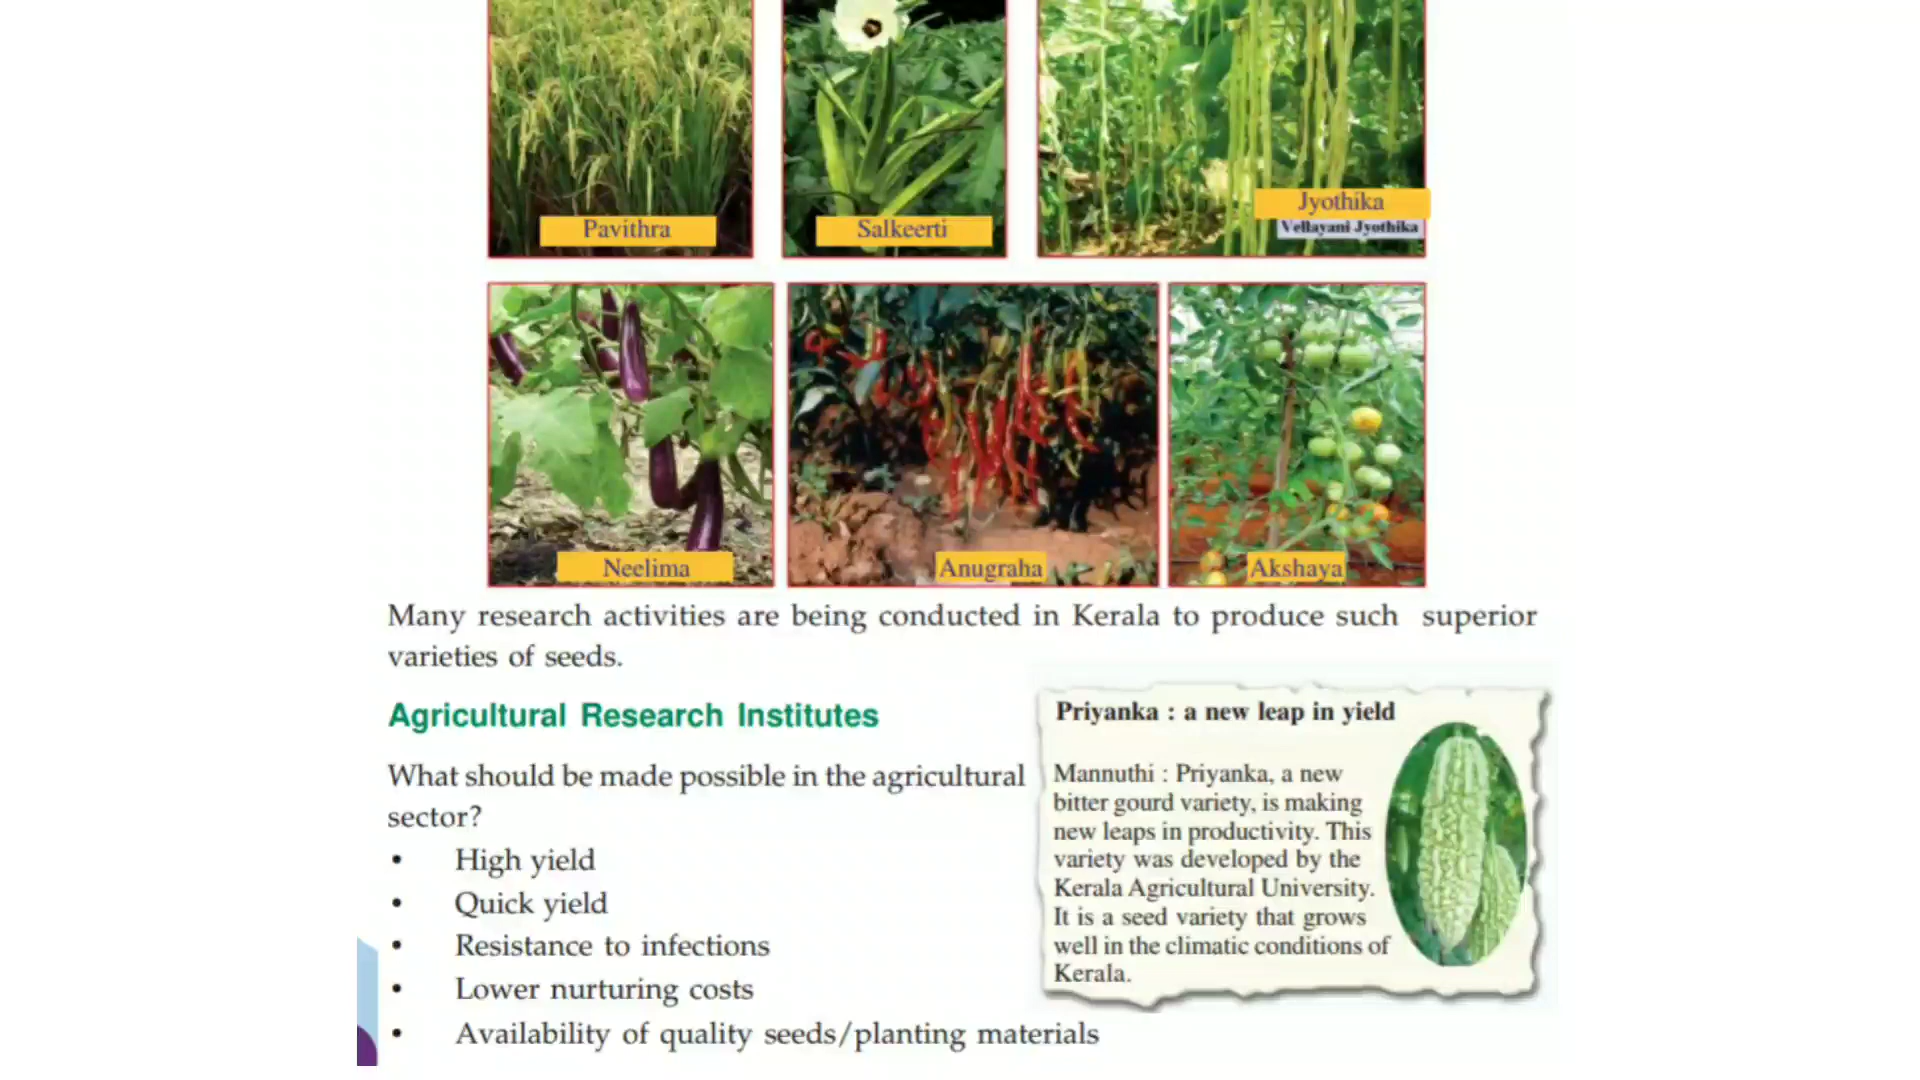 Pavithra
Salkeerti
Jyothika
Vellayani Jyothika
Neelima
Anugraha
Akshaya
Many research activities are being conducted in Kerala to produce such superior
varieties of seeds.
Agricultural Research Institutes
What should be made possible in the agricultural
sector?
• High yield
• Quick yield
• Resistance to infections
• Lower nurturing costs
• Availability of quality seeds/planting materials
Priyanka : a new leap in yield
Mannuthi : Priyanka, a new
bitter gourd variety, is making
new leaps in productivity. This
variety was developed by the
Kerala Agricultural University.
It is a seed variety that grows
well in the climatic conditions of
Kerala.